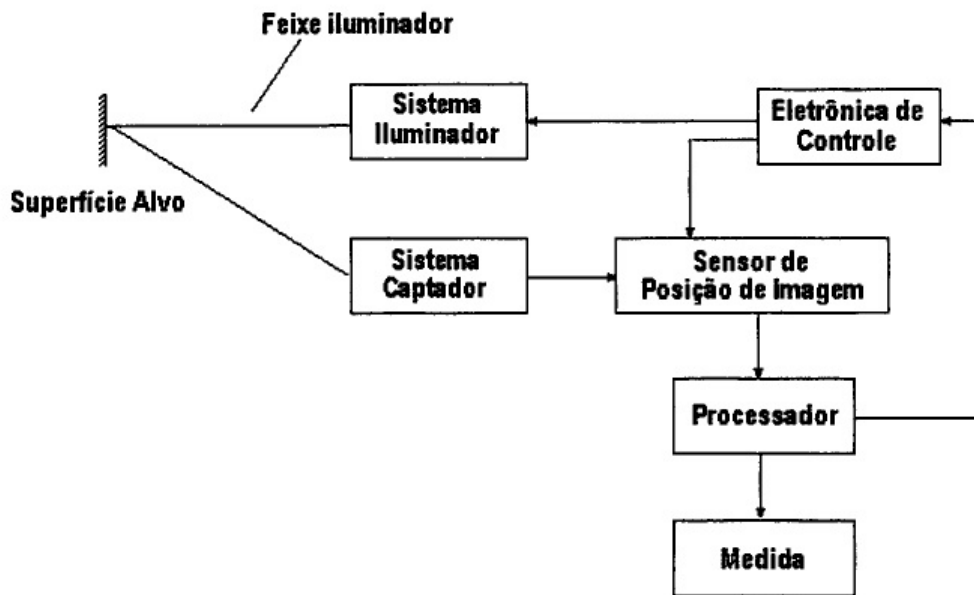 Feixe iluminador
Sistema
Iluminador
Eletrônica de
Controle
Superfície Alvo
Sistema
Captador
Sensor de
Posição de Imagem
Processador
Medida